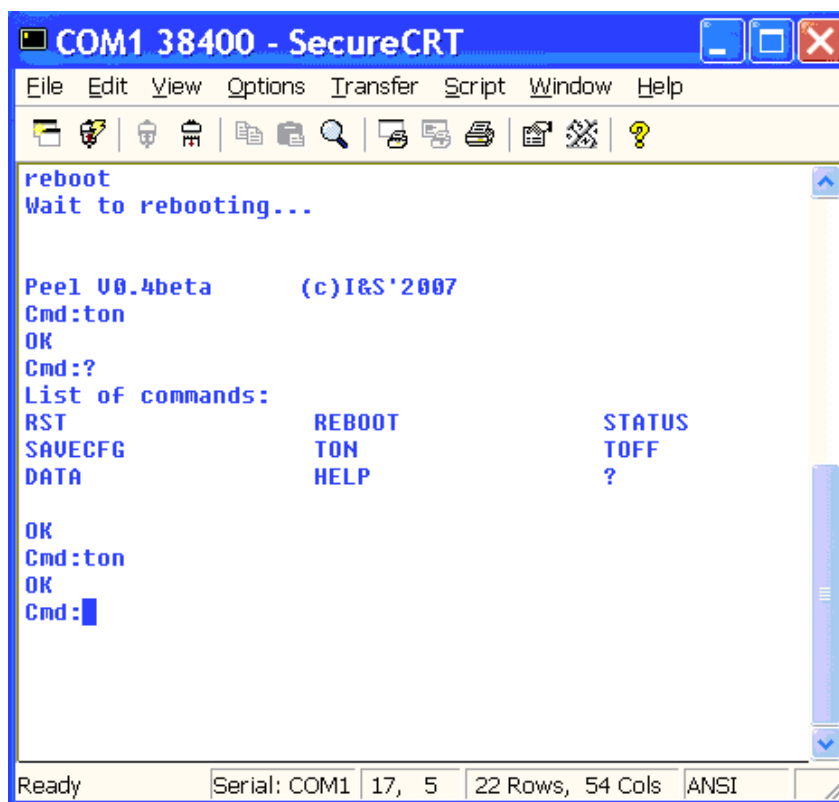 COM1 38400 - SecureCRT
File Edit View Options Transfer Script Window Help
reboot
Wait to rebooting...
Peel V0.4beta (c)I&S'2007
Cmd:ton
OK
Cmd:?
List of commands:
RST REBOOT STATUS
SAVECFG TON TOFF
DATA HELP ?
OK
Cmd:ton
OK
Cmd:
Ready Serial: COM1 17, 5 22 Rows, 54 Cols ANSI